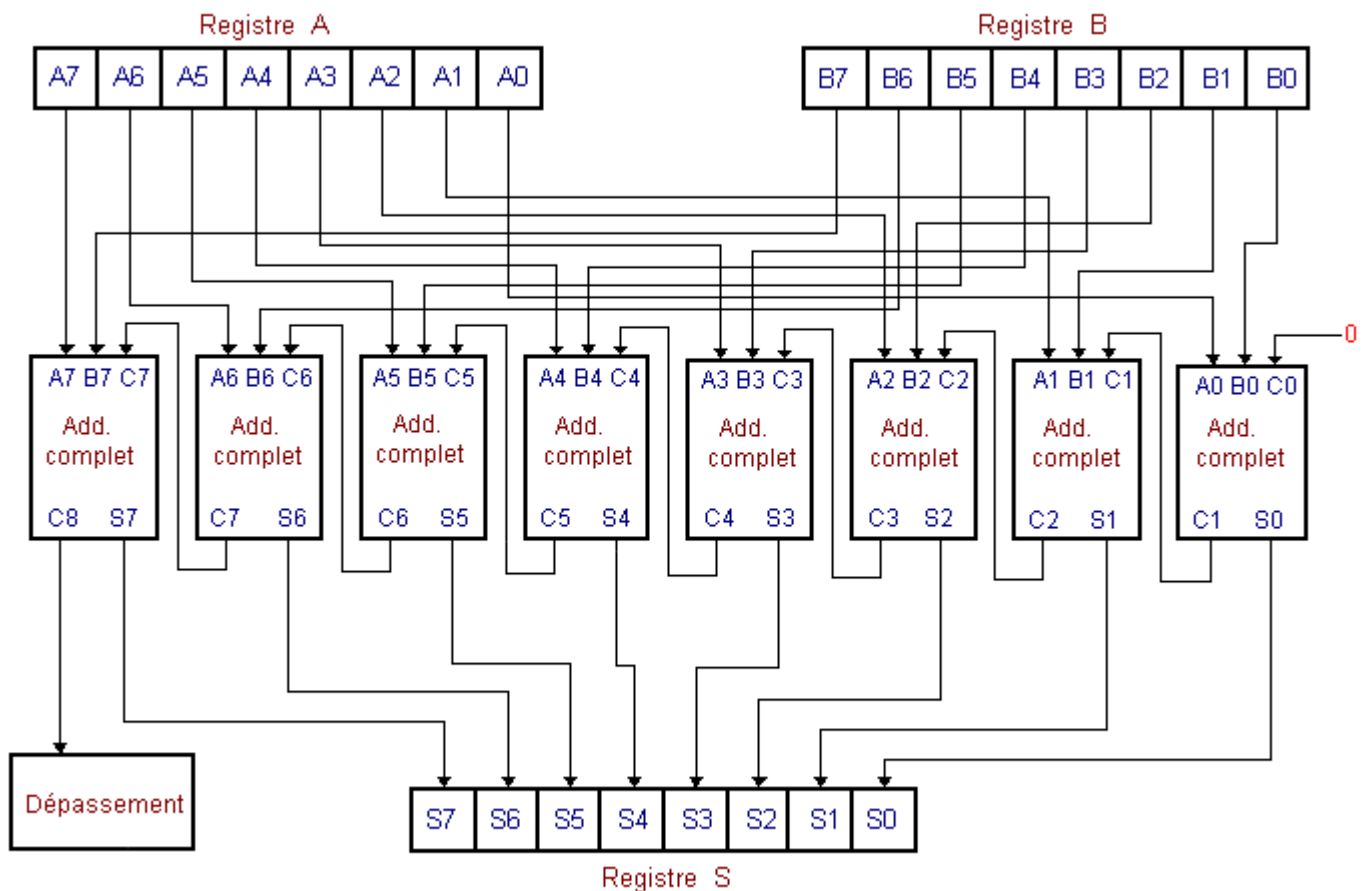 Registre A
Registre B
A7 A6 A5 A4 A3 A2 A1 A0
B7 B6 B5 B4 B3 B2 B1 B0
0
A7 B7 C7
Add.
complet
C8 S7
A6 B6 C6
Add.
complet
C7 S6
A5 B5 C5
Add.
complet
C6 S5
A4 B4 C4
Add.
complet
C5 S4
A3 B3 C3
Add.
complet
C4 S3
A2 B2 C2
Add.
complet
C3 S2
A1 B1 C1
Add.
complet
C2 S1
A0 B0 C0
Add.
complet
C1 S0
Dépassement
S7 S6 S5 S4 S3 S2 S1 S0
Registre S